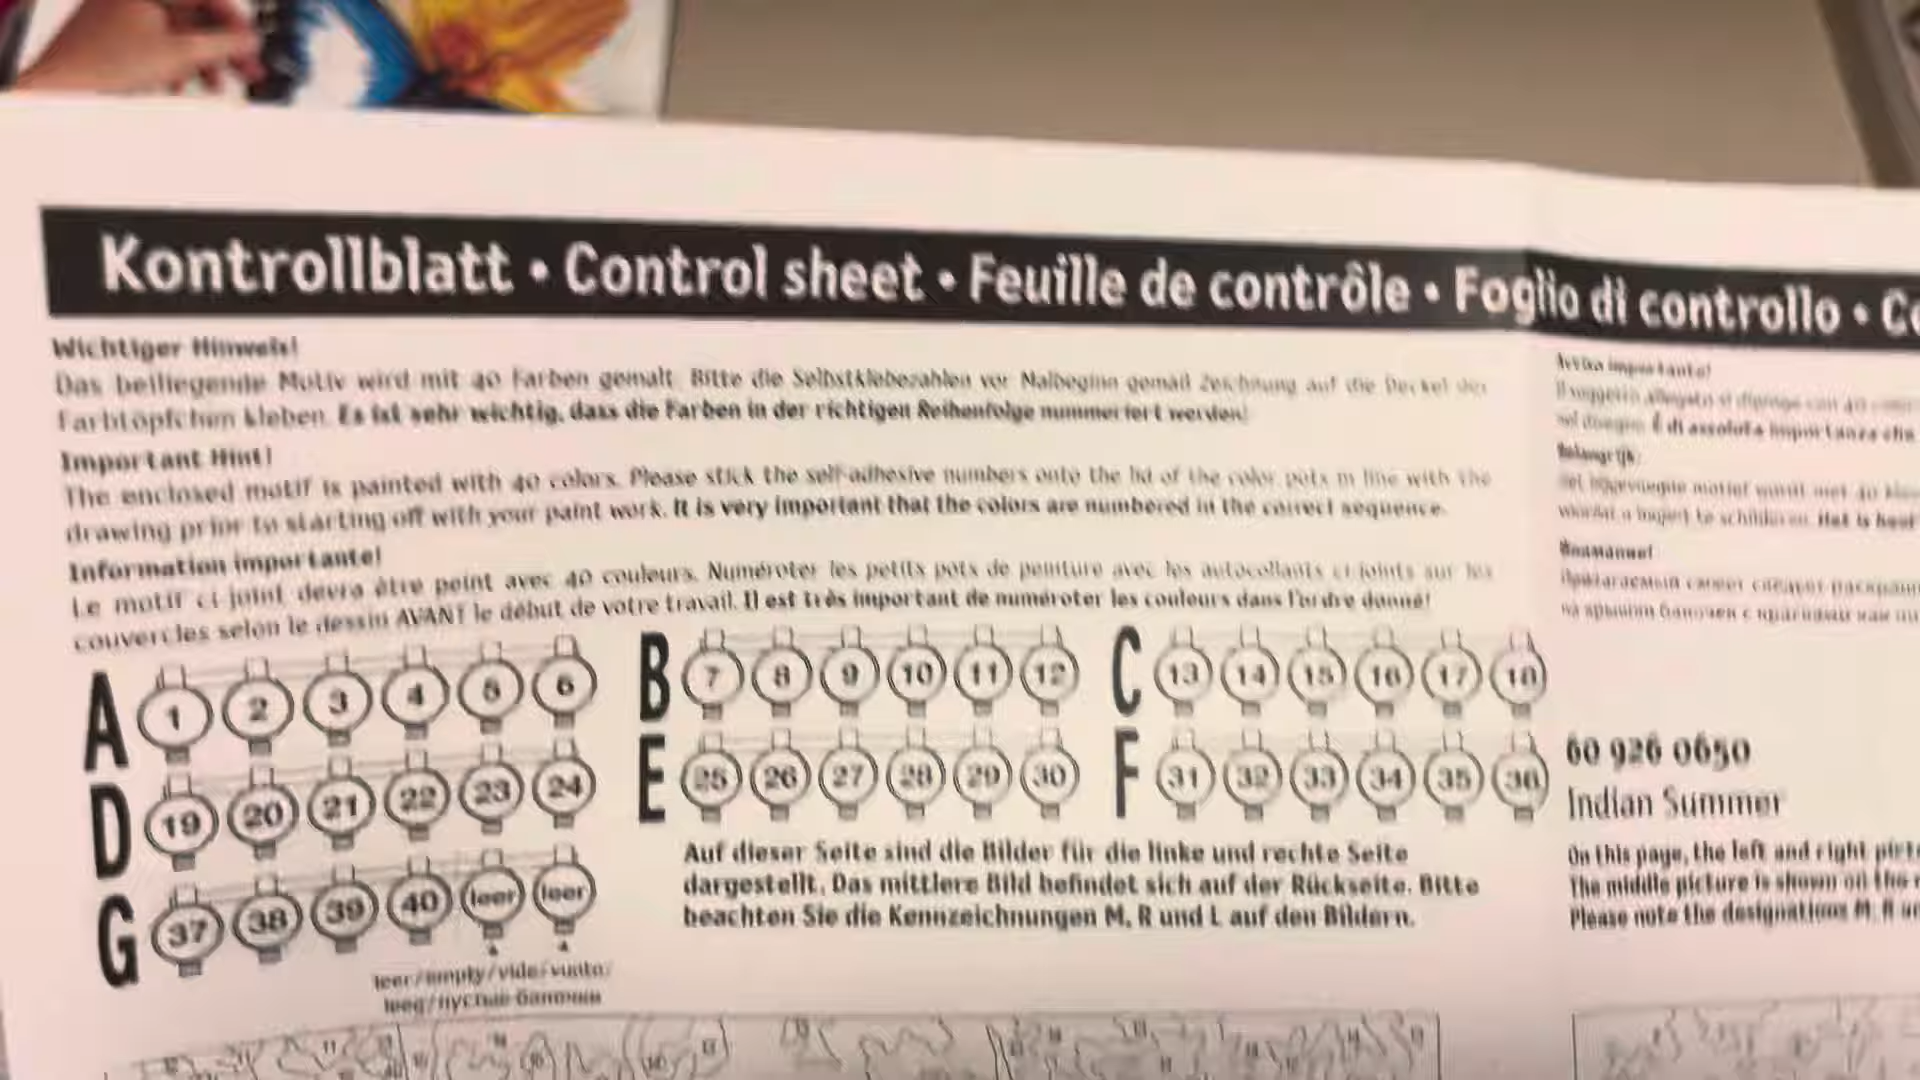 Kontrollblatt • Control sheet • Feuille de contrôle • Foglio di controllo •
Wichtiger Hinweis!
Das beiliegende Motiv wird mit 40 Farben gemalt. Bitte die Selbstklebezahlen vor Malbeginn gemäß Zeichnung auf die Deckel der
Farbtöpfchen kleben. Es ist sehr wichtig, dass die Farben in der richtigen Reihenfolge nummeriert werden!
Important Hint!
The enclosed motif is painted with 40 colors. Please stick the self-adhesive numbers onto the lid of the color pots in line with the
drawing prior to starting off with your paint work. It is very important that the colors are numbered in the correct sequence.
Information importante!
Le motif ci-joint devra être peint avec 40 couleurs. Numéroter les petits pots de peinture avec les autocollants ci-joints sur les
couvercles selon le dessin AVANT le début de votre travail. Il est très important de numéroter les couleurs dans l'ordre donné!
A 1 2 3 4 5 6 B 7 8 9 10 11 12 C 13 14 15 16 17 18
D 19 20 21 22 23 24 E 25 26 27 28 29 30 F 31 32 33 34 35 36
G 37 38 39 40 leer leer
leer/empty/vide/vuoto/
Auf dieser Seite sind die Bilder für die linke und rechte Seite
dargestellt. Das mittlere Bild befindet sich auf der Rückseite. Bitte
beachten Sie die Kennzeichnungen M, R und L auf den Bildern.
Avviso importante!
È di assoluta importanza che
Belangrijk:
60 926 0650
Indian Summer
On this page, the left and right
The middle picture is shown on the
Please note the designations M, R